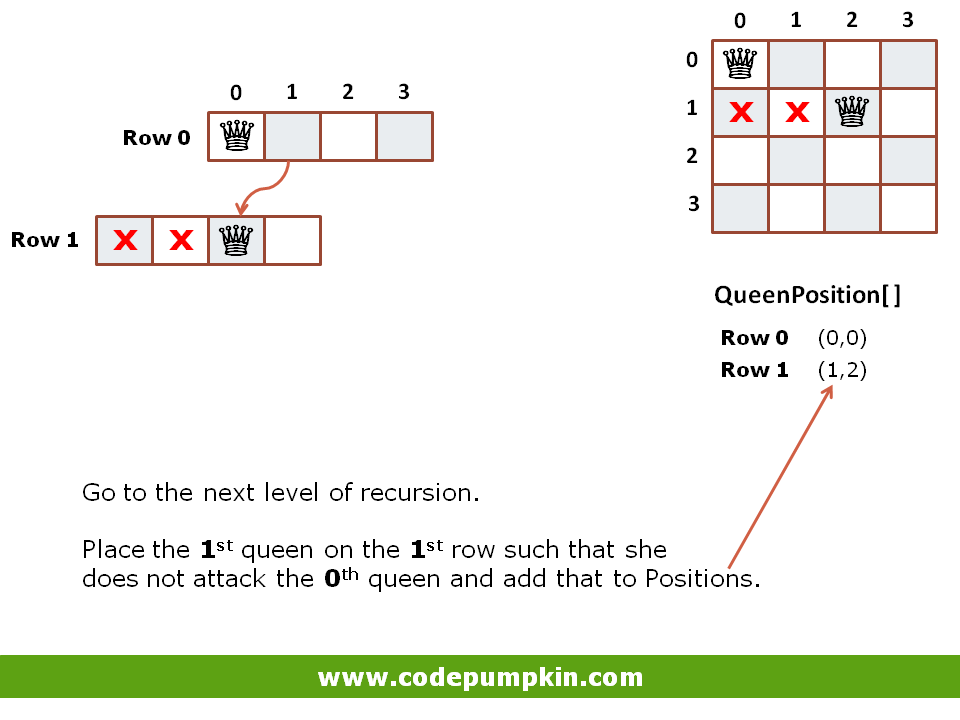 0 1 2 3
Row 0
Row 1 X X
0 1 2 3
0
1 X X
2
3
QueenPosition[ ]
Row 0 (0,0)
Row 1 (1,2)
Go to the next level of recursion.
Place the 1st queen on the 1st row such that she
does not attack the 0th queen and add that to Positions.
www.codepumpkin.com